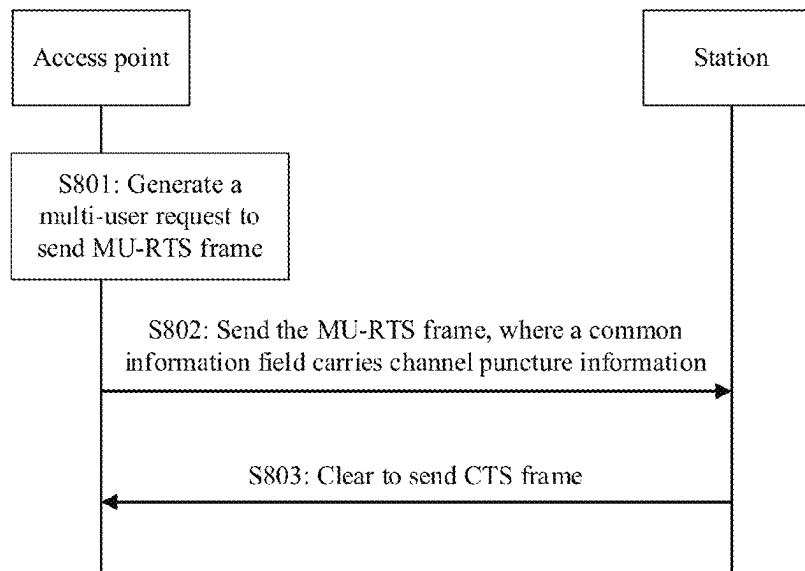 Access point
Station
S801: Generate a
multi-user request to
send MU-RTS frame
S802: Send the MU-RTS frame, where a common
information field carries channel puncture information
S803: Clear to send CTS frame